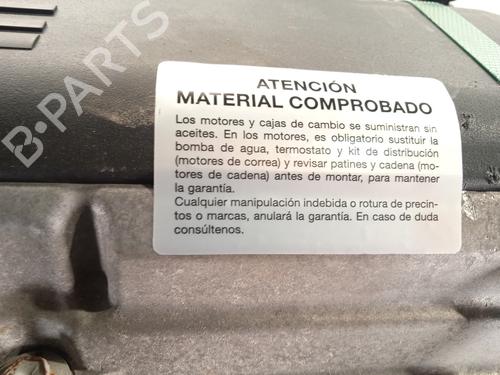 B-PARTS
ATENCIÓN
MATERIAL COMPROBADO
Los motores y cajas de cambio se suministran sin
aceites. En los motores, es obligatorio sustituir la
bomba de agua, termostato y kit de distribución
(motores de correa) y revisar patines y cadena (mo-
tores de cadena) antes de montar, para mantener
la garantía.
Cualquier manipulación indebida o rotura de precin-
tos o marcas, anulará la garantía. En caso de duda
consúltenos.